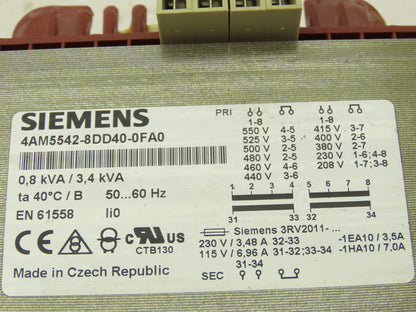 SIEMENS
4AM5542-8DD40-0FA0
0,8 kVA / 3,4 kVA
ta 40°C / B 50...60 Hz
EN 61558 Ii0
CE
c UL US
CTB130
Made in Czech Republic
PRI
1-8 1-8
550 V 4-5 415 V 3-7
525 V 3-5 400 V 2-6
500 V 2-5 380 V 2-7
480 V 2-5 230 V 1-6;4-8
460 V 4-6 208 V 1-7;3-8
440 V 3-6
1 4 5 8
31 33 32 34
Siemens 3RV2011-...
230 V / 3,48 A 32-33 -1EA10 / 3,5A
115 V / 6,96 A 31-32;33-34 -1HA10 / 7,0A
31-34
SEC